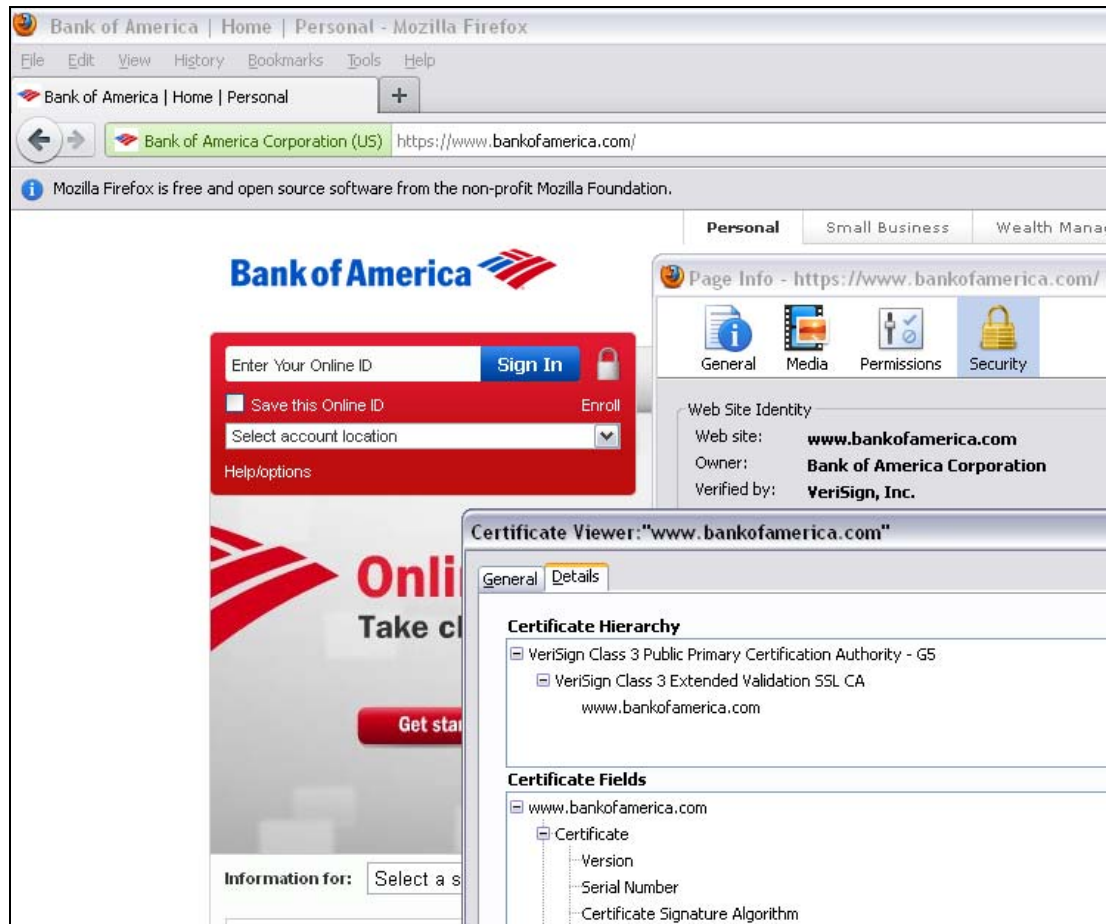 Bank of America | Home | Personal - Mozilla Firefox
File Edit View History Bookmarks Tools Help
Bank of America | Home | Personal +
Bank of America Corporation (US) https://www.bankofamerica.com/
Mozilla Firefox is free and open source software from the non-profit Mozilla Foundation.
Personal Small Business Wealth Mana
Bank of America
Page Info - https://www.bankofamerica.com/
General Media Permissions Security
Enter Your Online ID Sign In
Save this Online ID Enroll
Select account location
Help/options
Web Site Identity
Web site: www.bankofamerica.com
Owner: Bank of America Corporation
Verified by: VeriSign, Inc.
Certificate Viewer:"www.bankofamerica.com"
General Details
Onli
Take cl
Get star
Certificate Hierarchy
VeriSign Class 3 Public Primary Certification Authority - G5
VeriSign Class 3 Extended Validation SSL CA
www.bankofamerica.com
Certificate Fields
www.bankofamerica.com
Certificate
Version
Serial Number
Certificate Signature Algorithm
Information for: Select a s